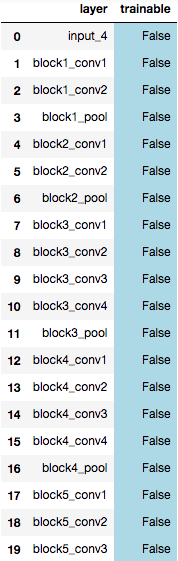 layer trainable
0 input_4 False
1 block1_conv1 False
2 block1_conv2 False
3 block1_pool False
4 block2_conv1 False
5 block2_conv2 False
6 block2_pool False
7 block3_conv1 False
8 block3_conv2 False
9 block3_conv3 False
10 block3_conv4 False
11 block3_pool False
12 block4_conv1 False
13 block4_conv2 False
14 block4_conv3 False
15 block4_conv4 False
16 block4_pool False
17 block5_conv1 False
18 block5_conv2 False
19 block5_conv3 False